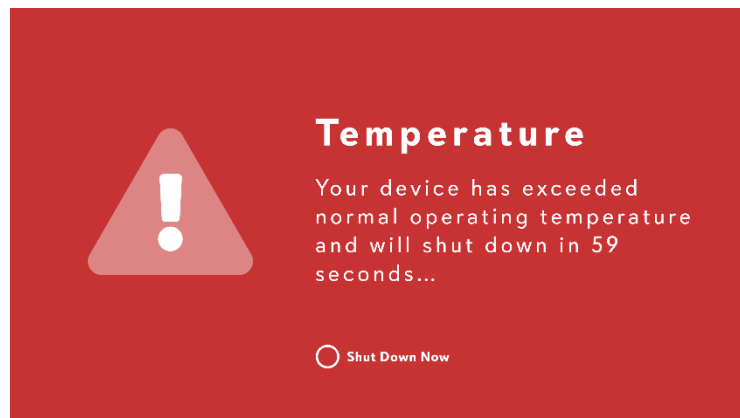 Temperature
Your device has exceeded
normal operating temperature
and will shut down in 59
seconds...
Shut Down Now